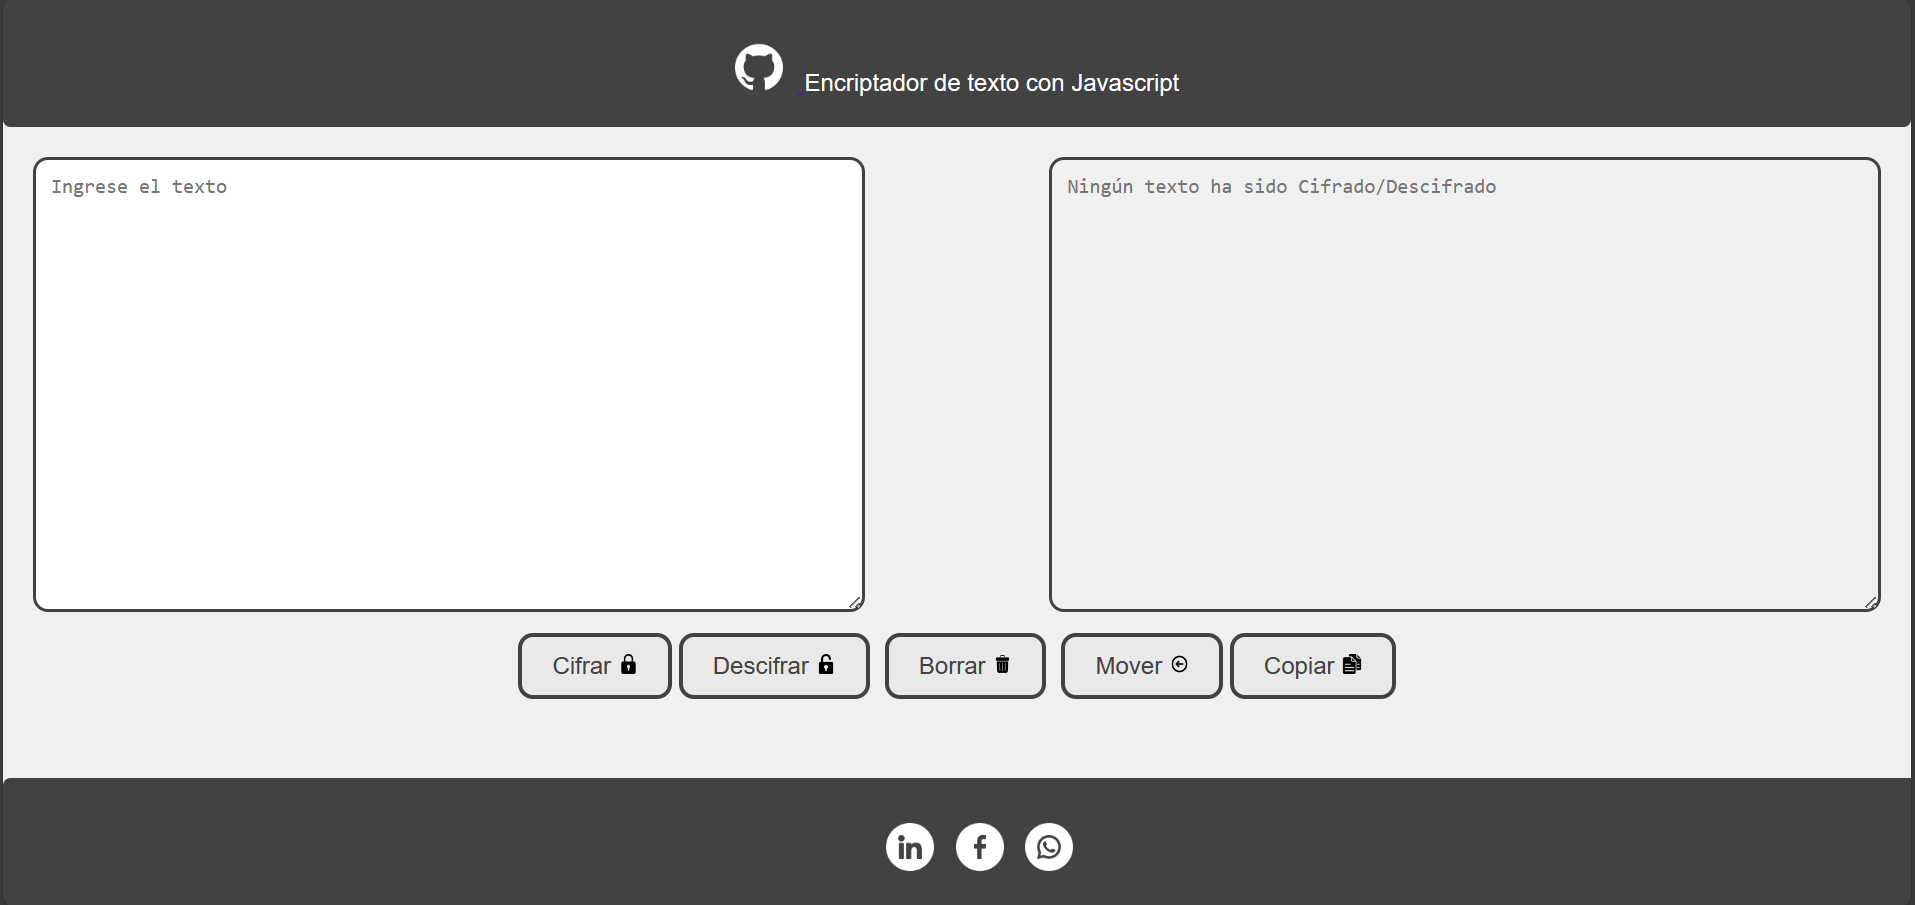 Encriptador de texto con Javascript
Ingrese el texto
Ningún texto ha sido Cifrado/Descifrado
Cifrar
Descifrar
Borrar
Mover
Copiar
in
f